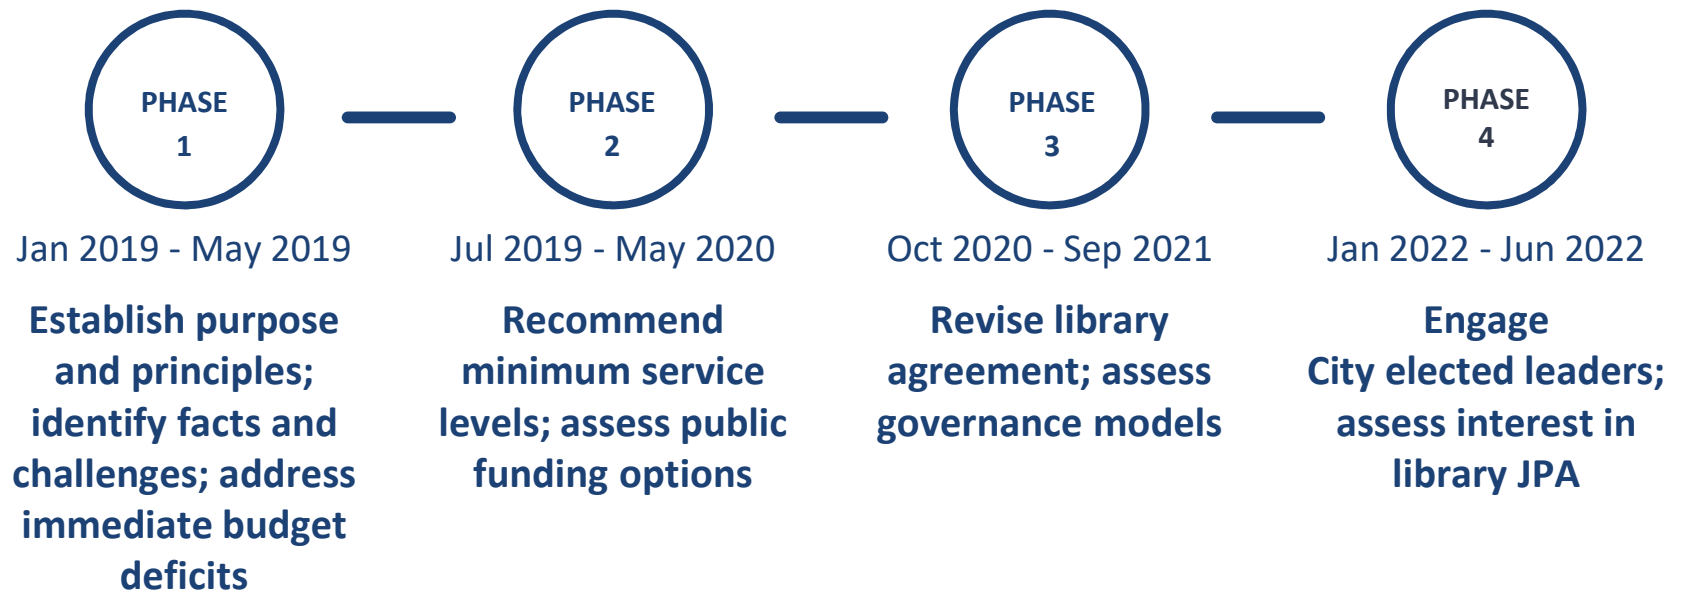 PHASE
1
PHASE
2
PHASE
3
PHASE
4
Jan 2019 - May 2019
Jul 2019 - May 2020
Oct 2020 - Sep 2021
Jan 2022 - Jun 2022
Establish purpose
and principles;
identify facts and
challenges; address
immediate budget
deficits
Recommend
minimum service
levels; assess public
funding options
Revise library
agreement; assess
governance models
Engage
City elected leaders;
assess interest in
library JPA